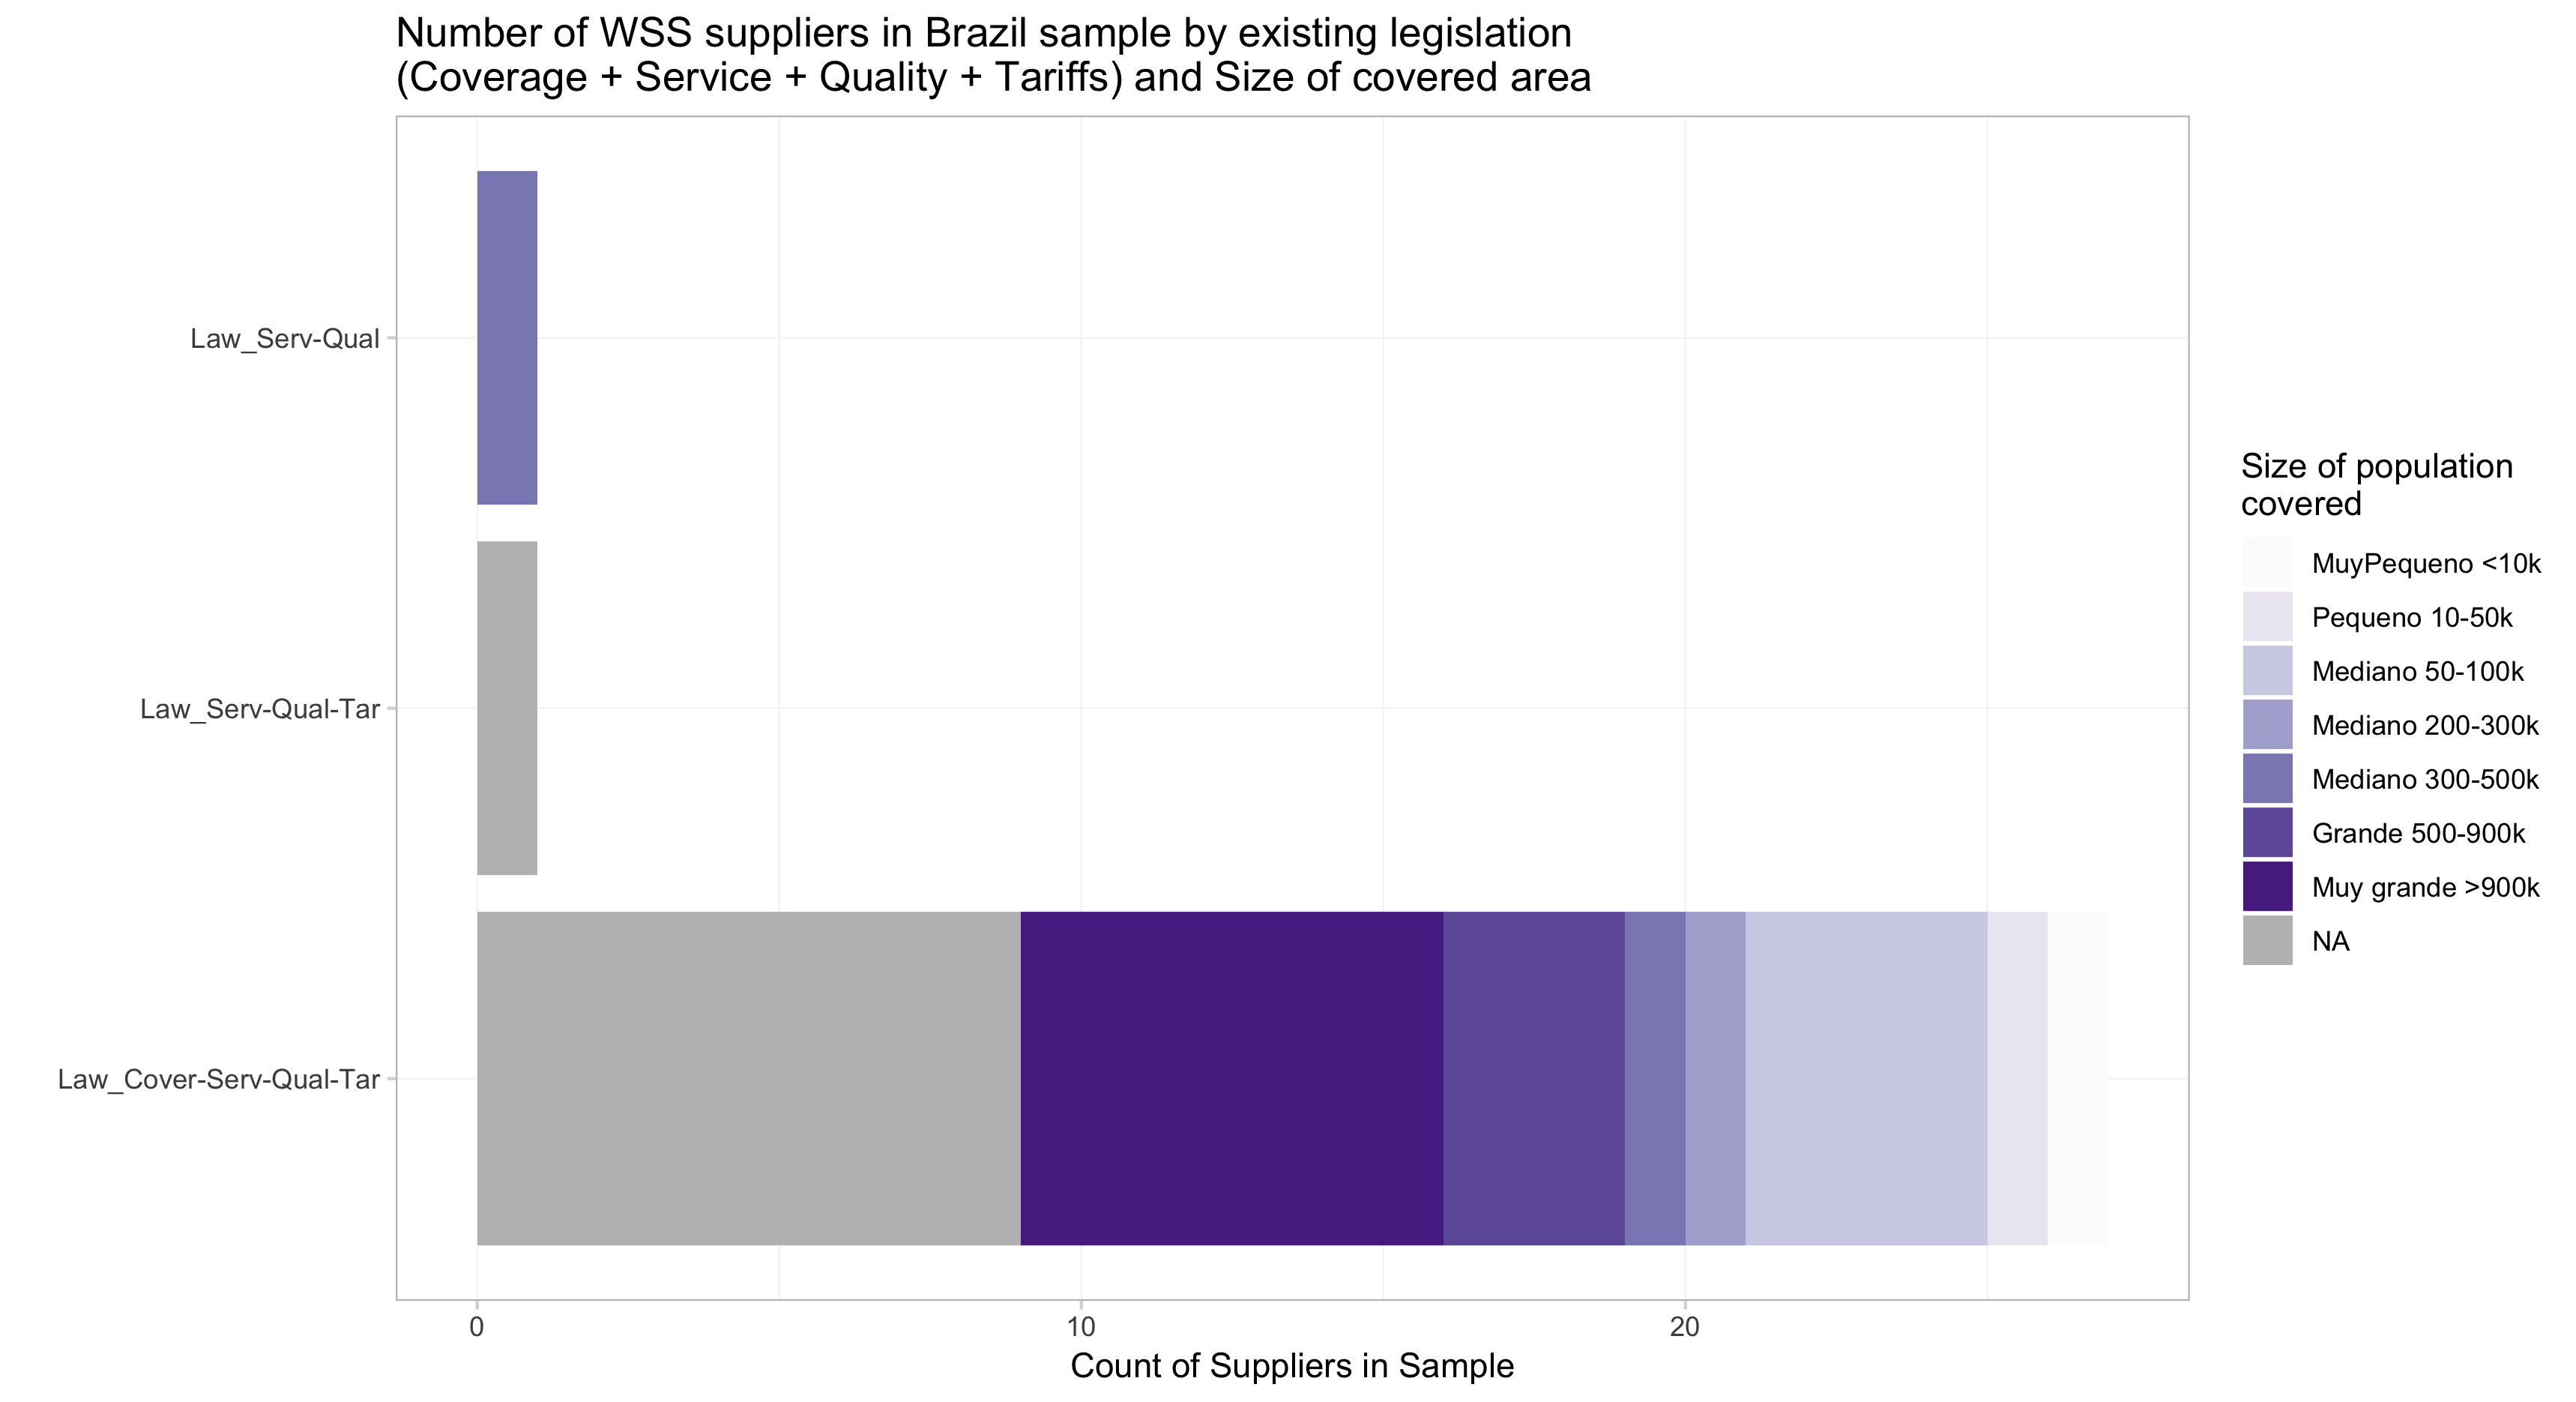 Number of WSS suppliers in Brazil sample by existing legislation
(Coverage + Service + Quality + Tariffs) and Size of covered area
Law_Serv-Qual
Law_Serv-Qual-Tar
Law_Cover-Serv-Qual-Tar
0
10
20
Count of Suppliers in Sample
Size of population
covered
MuyPequeno <10k
Pequeno 10-50k
Mediano 50-100k
Mediano 200-300k
Mediano 300-500k
Grande 500-900k
Muy grande >900k
NA